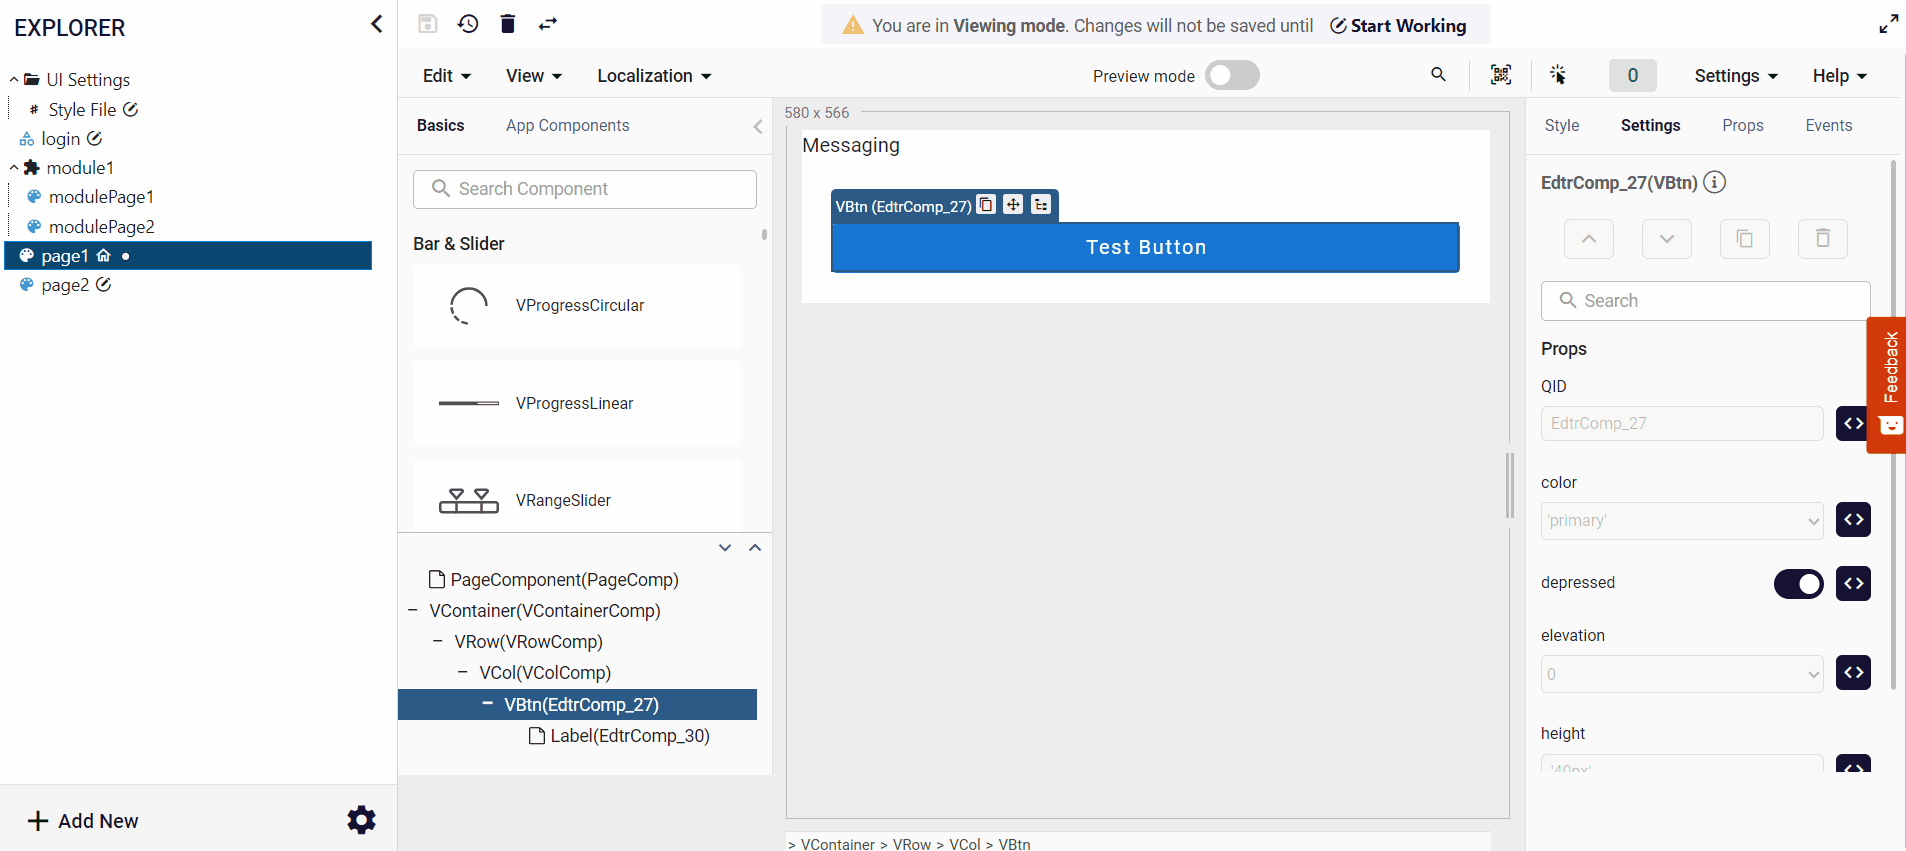 EXPLORER
UI Settings
# Style File
login
module1
modulePage1
modulePage2
page1
page2
Add New
You are in Viewing mode. Changes will not be saved until Start Working
Edit View Localization
Preview mode
0
Settings Help
Basics App Components
Search Component
Bar & Slider
VProgressCircular
VProgressLinear
VRangeSlider
PageComponent(PageComp)
VContainer(VContainerComp)
VRow(VRowComp)
VCol(VColComp)
VBtn(EdtrComp_27)
Label(EdtrComp_30)
580 x 566
Messaging
VBtn (EdtrComp_27)
Test Button
> VContainer > VRow > VCol > VBtn
Style Settings Props Events
EdtrComp_27(VBtn)
Search
Props
QID
EdtrComp_27
color
'primary'
depressed
elevation
0
height
'40px'
Feedback